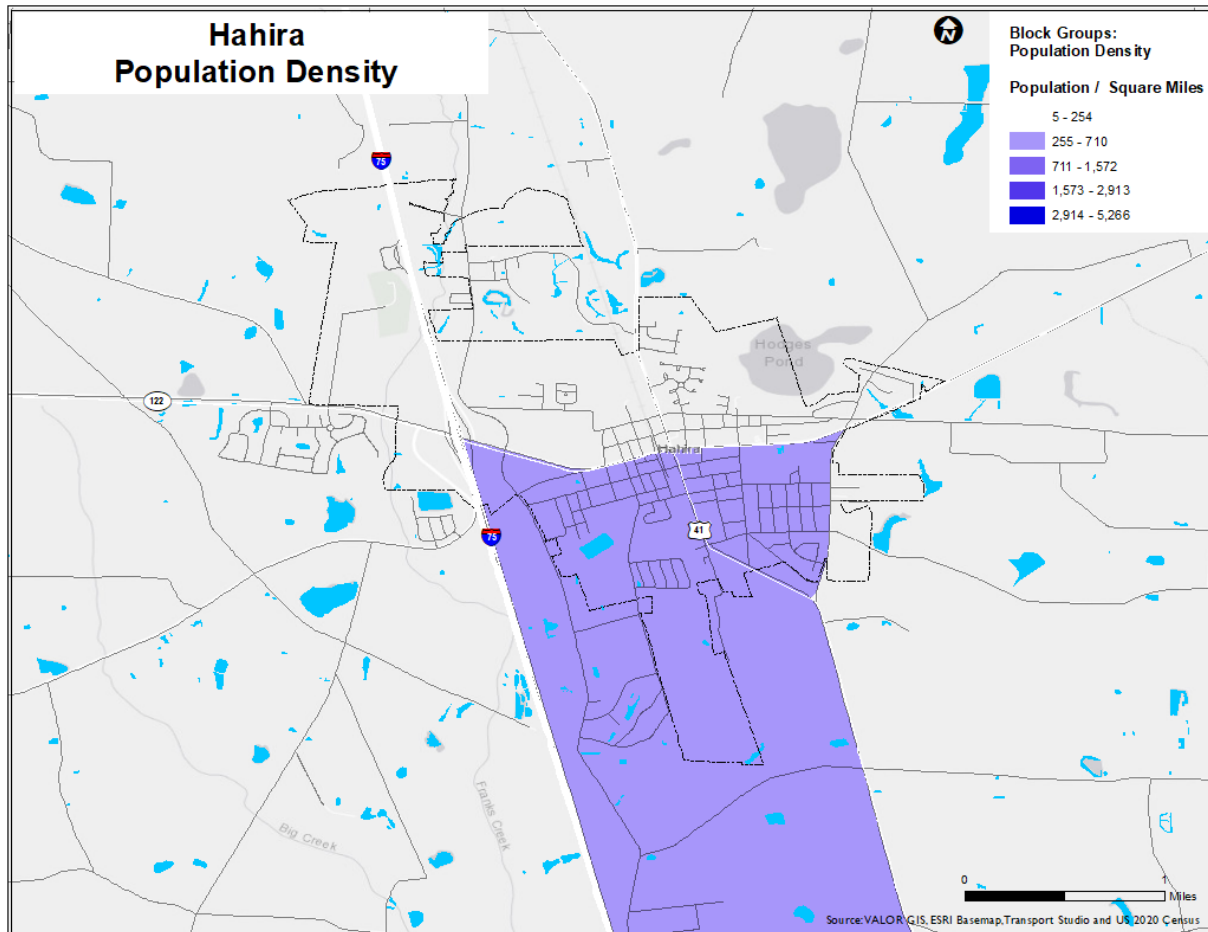 Hahira
Population Density
N
Block Groups:
Population Density
Population / Square Miles
5 - 254
255 - 710
711 - 1,572
1,573 - 2,913
2,914 - 5,266
75
Hodges
Pond
122
Hahira
41
75
Franks Creek
Big Creek
0 1
Miles
Source:VALOR GIS, ESRI Basemap,Transport Studio and US 2020 Census